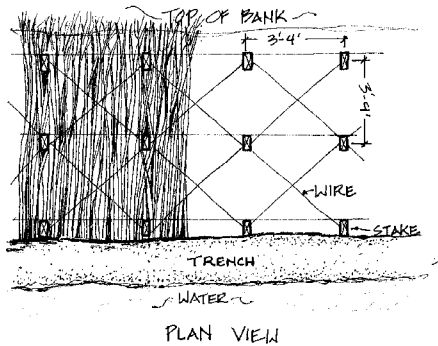 TOP OF BANK
3'-4'
3'-4'
WIRE
STAKE
TRENCH
WATER
PLAN VIEW